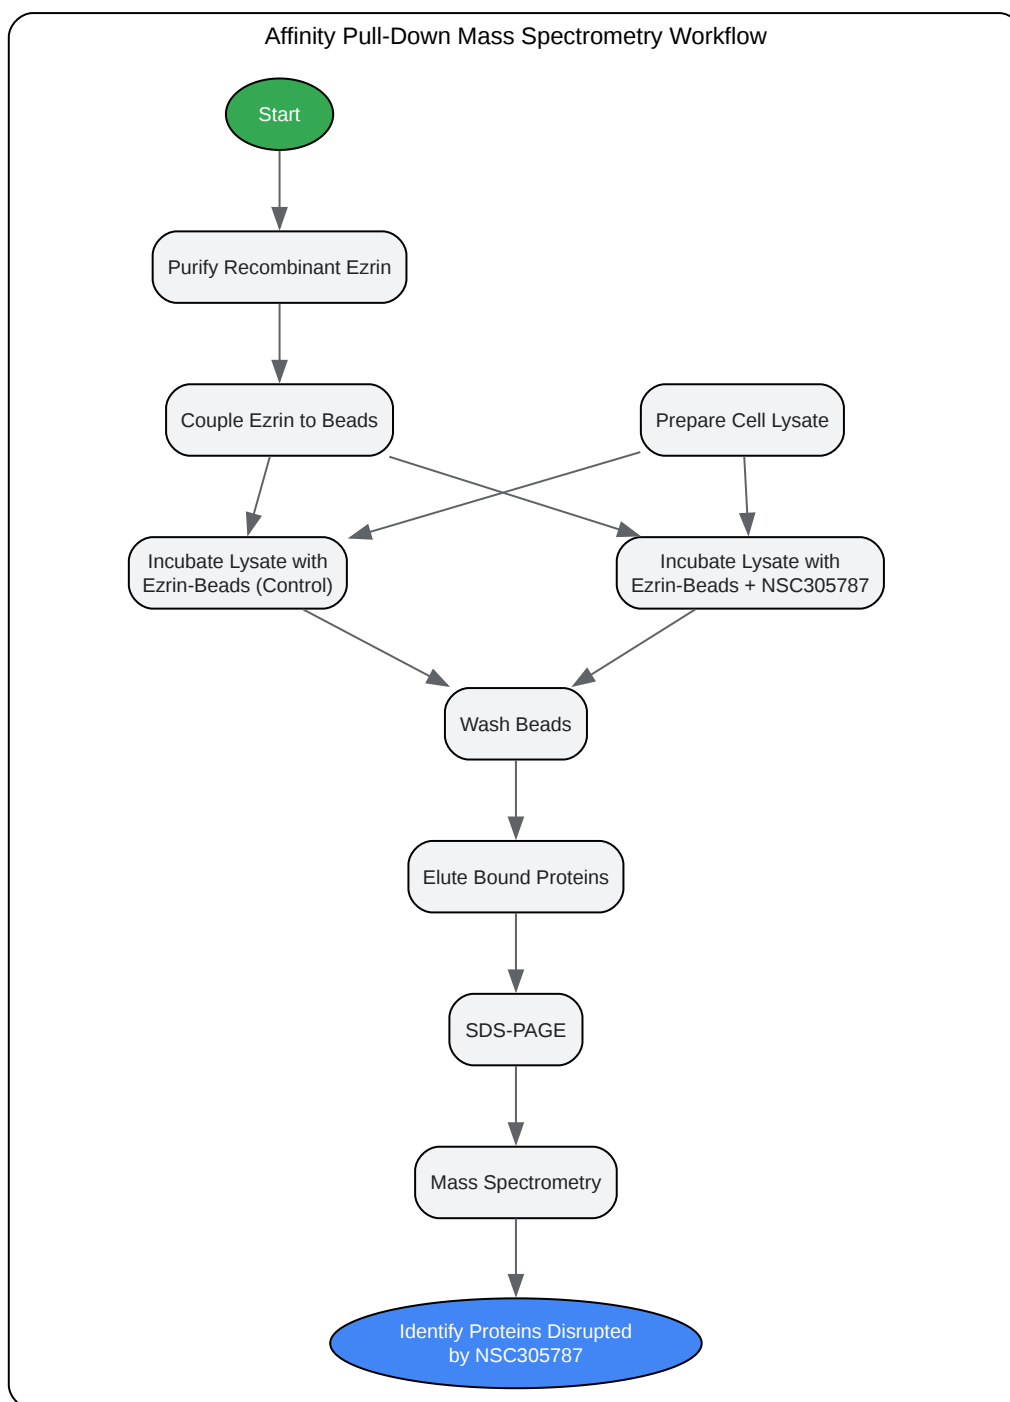 Affinity Pull-Down Mass Spectrometry Workflow
Start
Purify Recombinant Ezrin
Couple Ezrin to Beads
Prepare Cell Lysate
Incubate Lysate with
Ezrin-Beads (Control)
Incubate Lysate with
Ezrin-Beads + NSC305787
Wash Beads
Elute Bound Proteins
SDS-PAGE
Mass Spectrometry
Identify Proteins Disrupted
by NSC305787